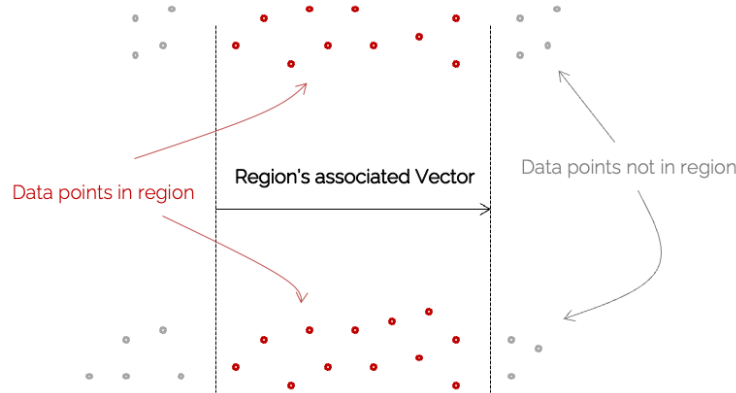 Region's associated Vector
Data points in region
Data points not in region